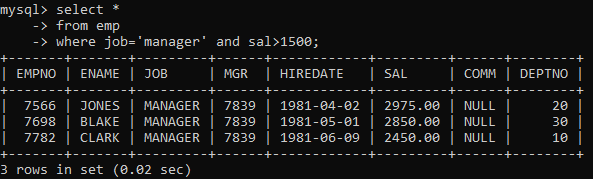 mysql> select *
    -> from emp
    -> where job='manager' and sal>1500;
+-------+-------+---------+------+------------+---------+------+--------+
| EMPNO | ENAME | JOB     | MGR  | HIREDATE   | SAL     | COMM | DEPTNO |
+-------+-------+---------+------+------------+---------+------+--------+
|  7566 | JONES | MANAGER | 7839 | 1981-04-02 | 2975.00 | NULL |     20 |
|  7698 | BLAKE | MANAGER | 7839 | 1981-05-01 | 2850.00 | NULL |     30 |
|  7782 | CLARK | MANAGER | 7839 | 1981-06-09 | 2450.00 | NULL |     10 |
+-------+-------+---------+------+------------+---------+------+--------+
3 rows in set (0.02 sec)